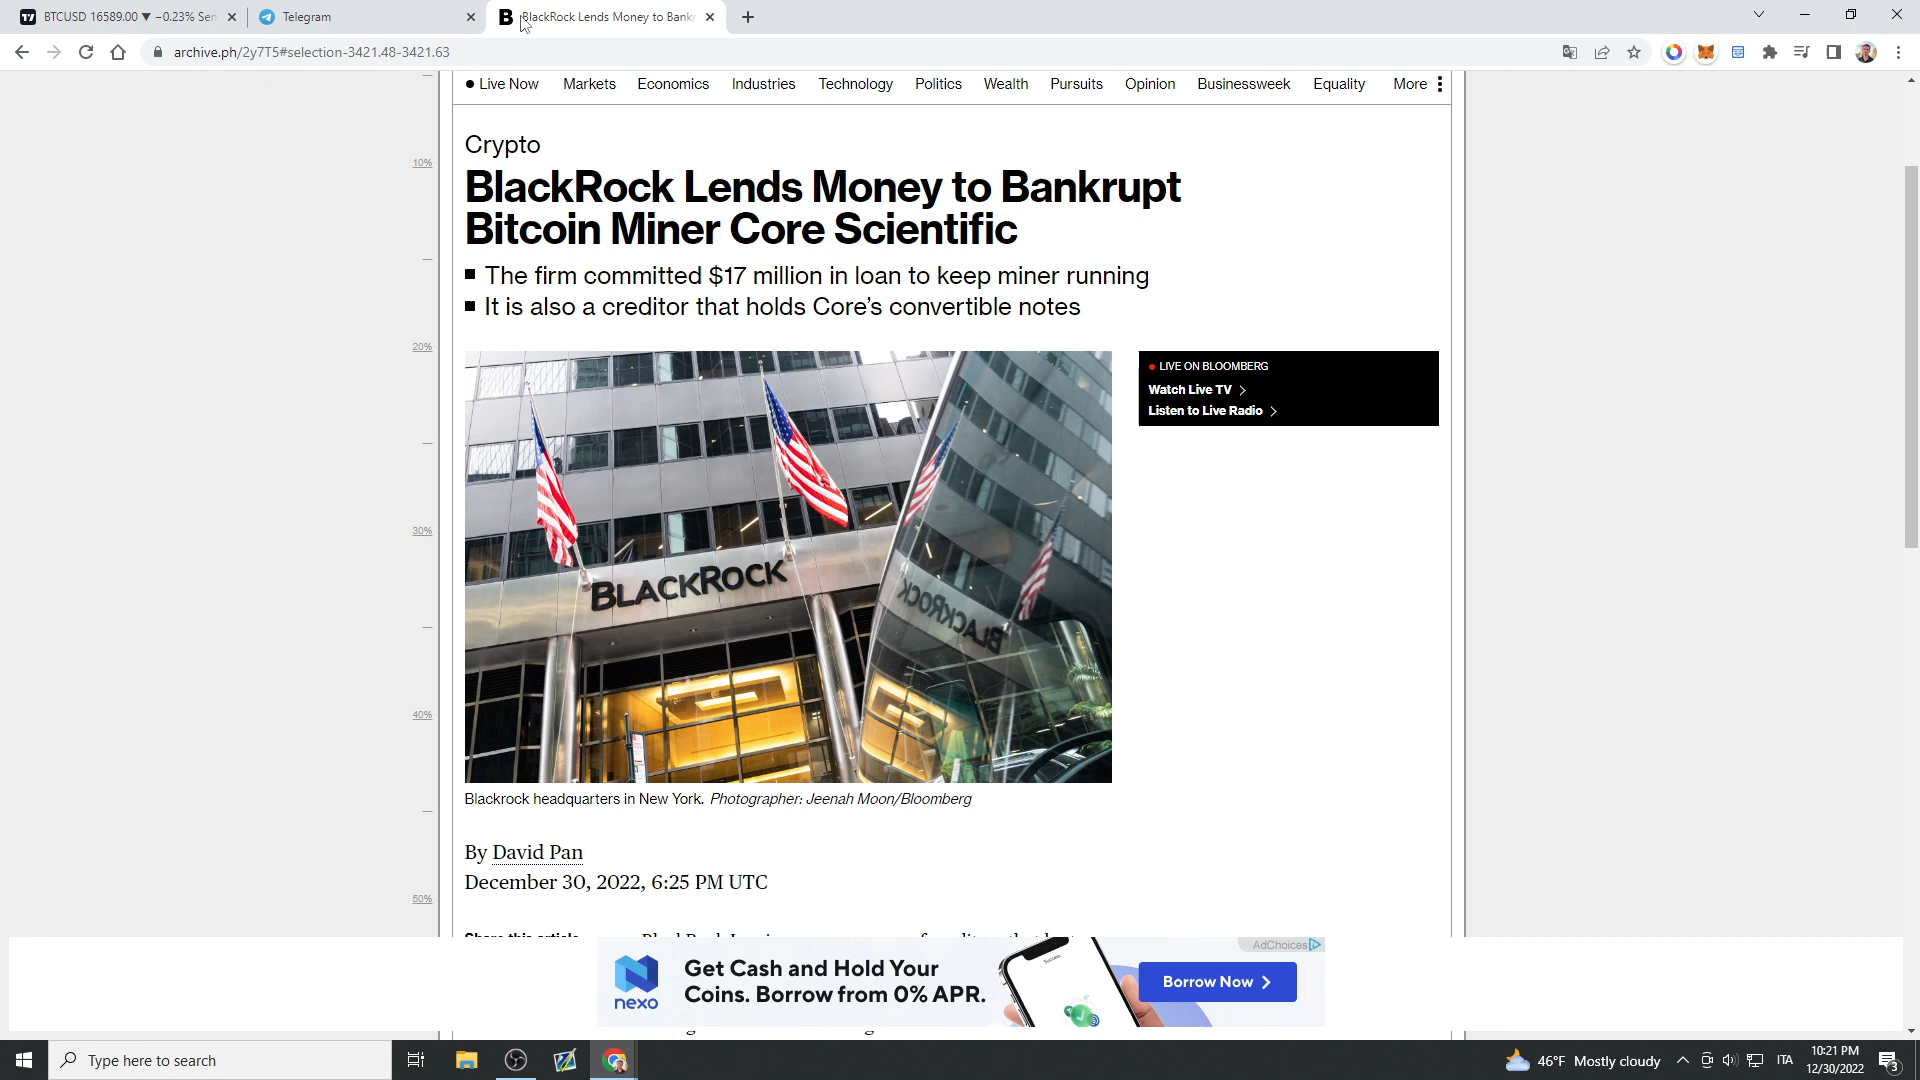 BTCUSD 16589.00 ▼ −0.23% Sen
Telegram
BlackRock Lends Money to Bankr
archive.ph/2y7T5#selection-3421.48-3421.63
Live Now Markets Economics Industries Technology Politics Wealth Pursuits Opinion Businessweek Equality More
Crypto
10%
BlackRock Lends Money to Bankrupt
Bitcoin Miner Core Scientific
The firm committed $17 million in loan to keep miner running
It is also a creditor that holds Core's convertible notes
20%
LIVE ON BLOOMBERG
Watch Live TV
Listen to Live Radio
30%
BLACKROCK
BLACKROCK
40%
Blackrock headquarters in New York. Photographer: Jeenah Moon/Bloomberg
By David Pan
December 30, 2022, 6:25 PM UTC
50%
AdChoices
nexo
Get Cash and Hold Your
Coins. Borrow from 0% APR.
Success
Borrow Now
Type here to search
46°F Mostly cloudy
ITA
10:21 PM
12/30/2022
3